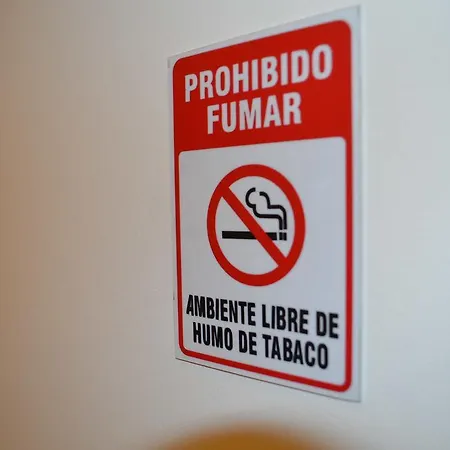 PROHIBIDO
FUMAR
AMBIENTE LIBRE DE
HUMO DE TABACO